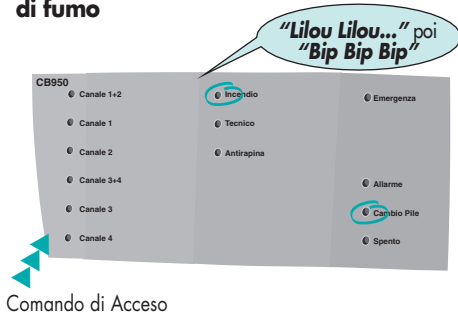 di fumo
"Lilou Lilou..." poi
"Bip Bip Bip"
CB950
Canale 1+2
Canale 1
Canale 2
Canale 3+4
Canale 3
Canale 4
Incendio
Tecnico
Antirapina
Emergenza
Allarme
Cambio Pile
Spento
Comando di Acceso